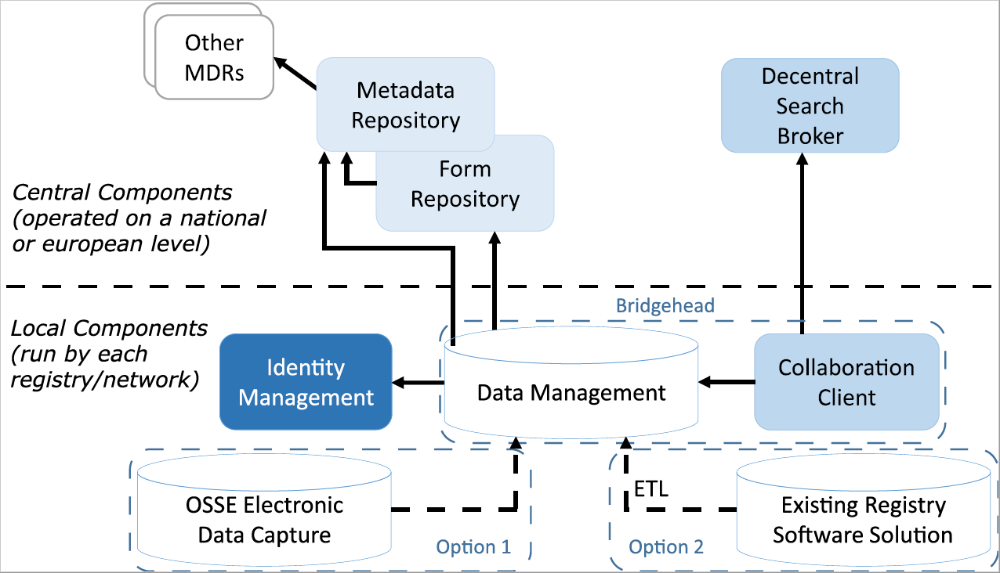 Other
MDRs
Metadata
Repository
Decentral
Search
Broker
Form
Repository
Central Components
(operated on a national
or european level)
Bridgehead
Local Components
(run by each
registry/network)
Identity
Management
Data Management
Collaboration
Client
OSSE Electronic
Data Capture
Option 1
ETL
Option 2
Existing Registry
Software Solution